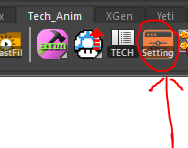 Tech_Anim XGen Yeti
astFil TECH Setting